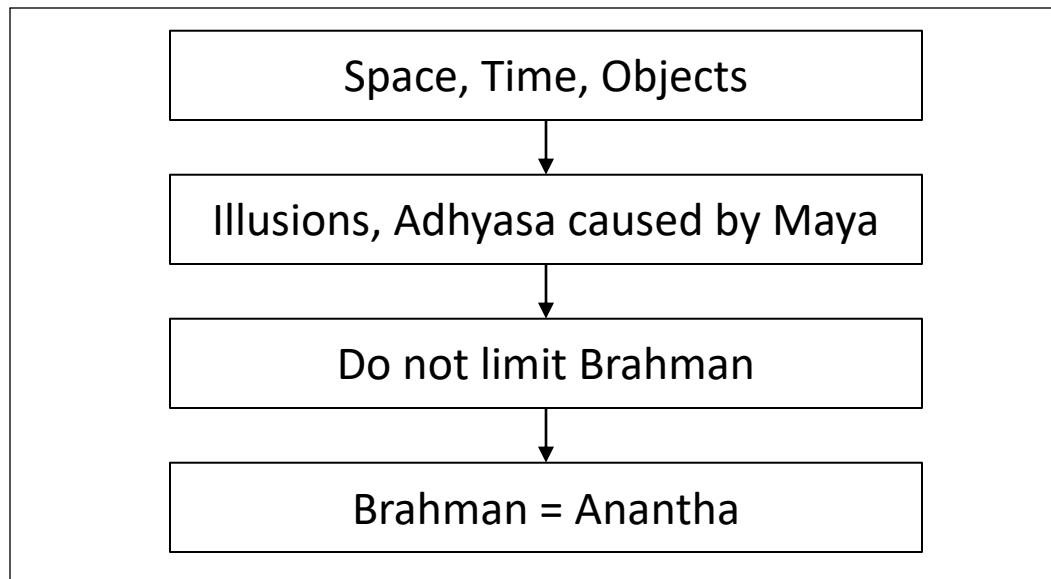 Space, Time, Objects
Illusions, Adhyasa caused by Maya
Do not limit Brahman
Brahman = Anantha